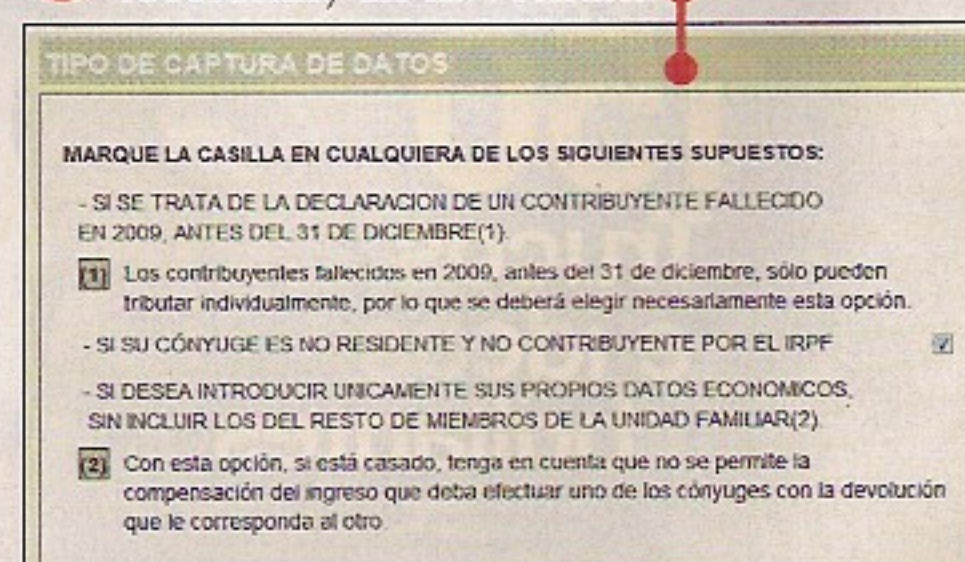 TIPO DE CAPTURA DE DATOS
MARQUE LA CASILLA EN CUALQUIERA DE LOS SIGUIENTES SUPUESTOS:
- SI SE TRATA DE LA DECLARACION DE UN CONTRIBUYENTE FALLECIDO
EN 2009, ANTES DEL 31 DE DICIEMBRE(1).
(1) Los contribuyentes fallecidos en 2009, antes del 31 de diciembre, sólo pueden
tributar individualmente, por lo que se deberá elegir necesariamente esta opción.
- SI SU CÓNYUGE ES NO RESIDENTE Y NO CONTRIBUYENTE POR EL IRPF
- SI DESEA INTRODUCIR UNICAMENTE SUS PROPIOS DATOS ECONOMICOS,
SIN INCLUIR LOS DEL RESTO DE MIEMBROS DE LA UNIDAD FAMILIAR(2).
(2) Con esta opción, si está casado, tenga en cuenta que no se permite la
compensación del ingreso que deba efectuar uno de los cónyuges con la devolución
que le corresponda al otro.